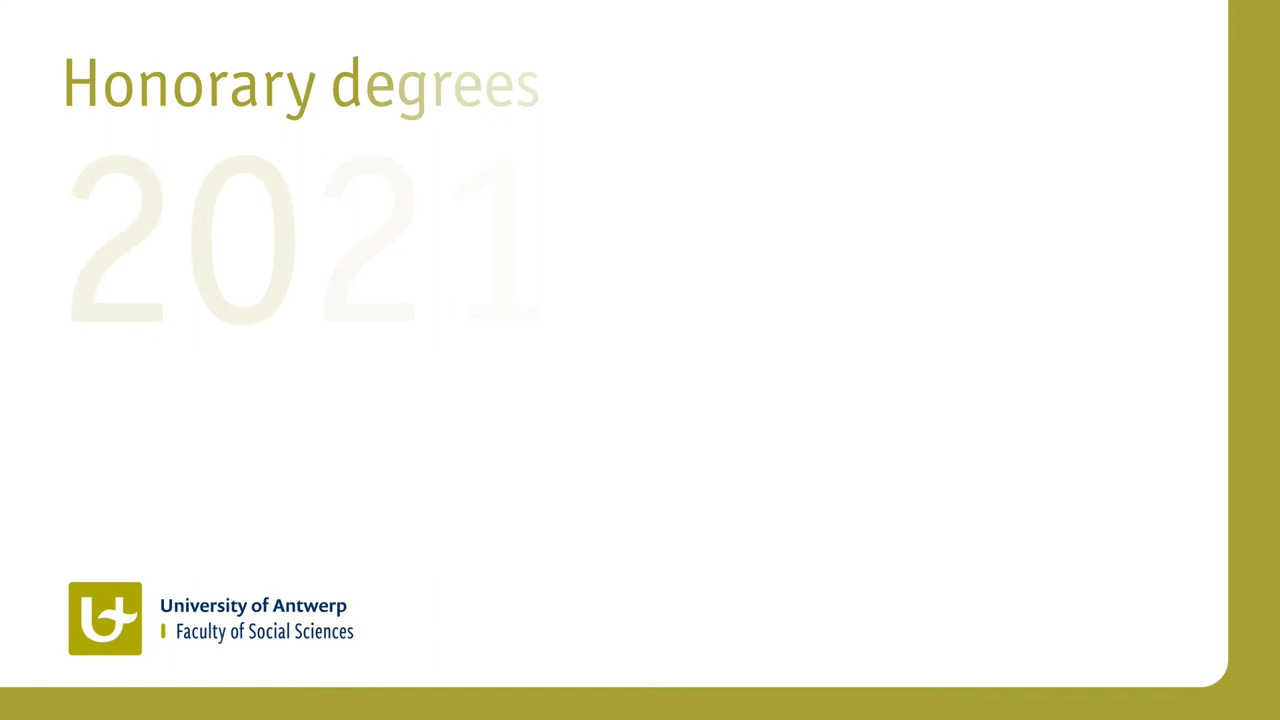 Honorary degrees
2021
University of Antwerp
Faculty of Social Sciences